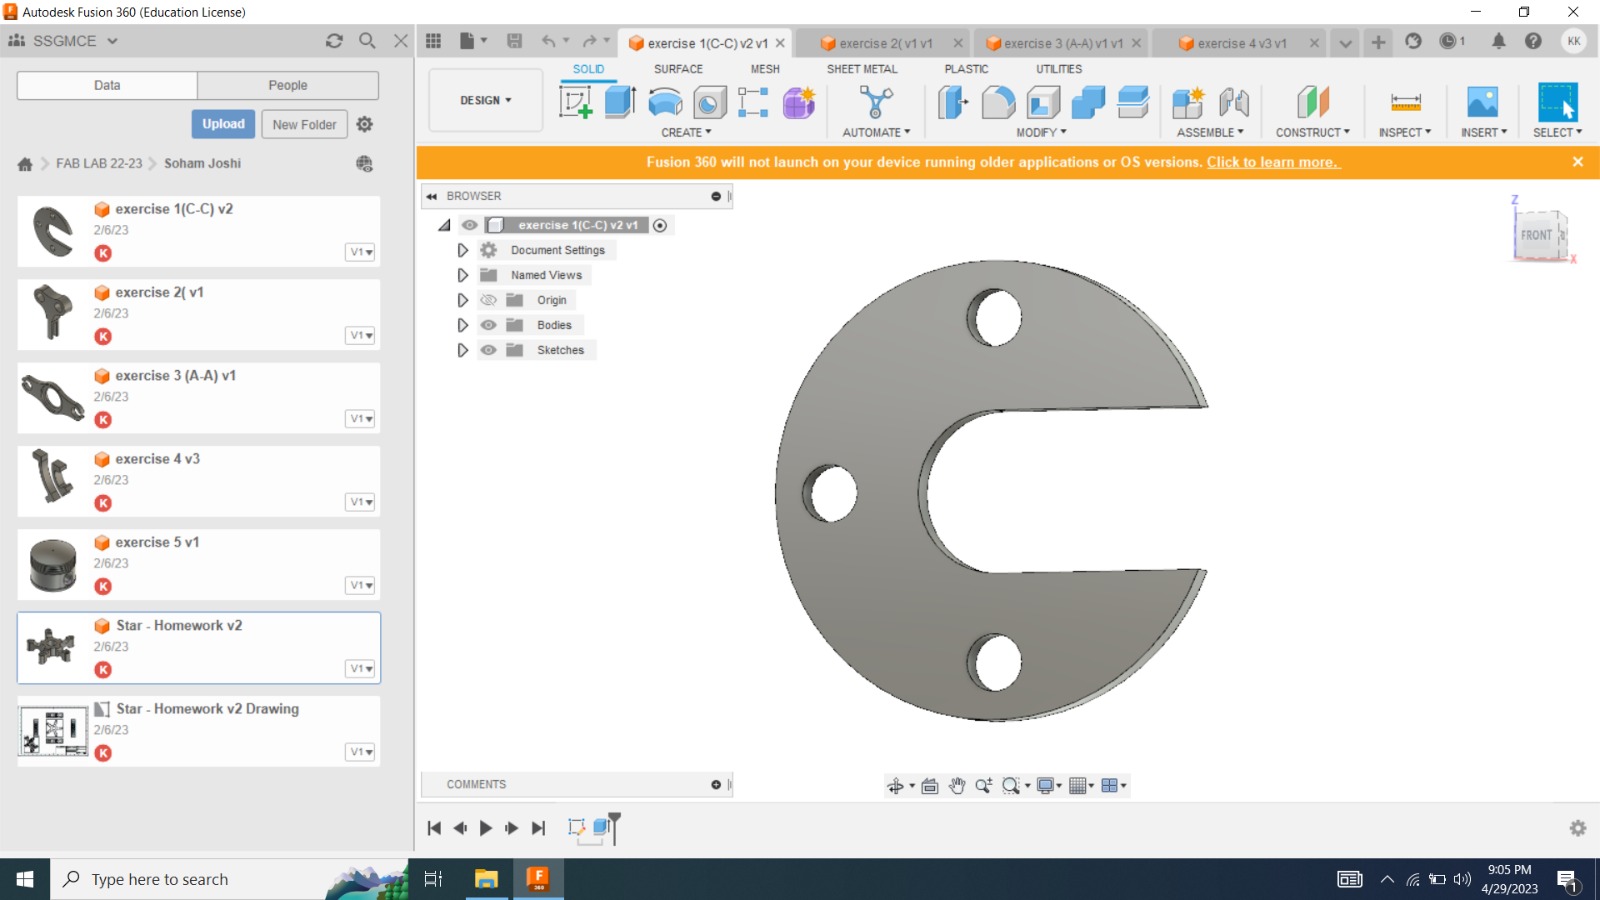 Autodesk Fusion 360 (Education License)
SSGMCE
exercise 1(C-C) v2 v1
exercise 2( v1 v1
exercise 3 (A-A) v1 v1
exercise 4 v3 v1
1
KK
Data
People
Upload
New Folder
FAB LAB 22-23
Soham Joshi
exercise 1(C-C) v2
2/6/23
K
V1
exercise 2( v1
2/6/23
K
V1
exercise 3 (A-A) v1
2/6/23
K
V1
exercise 4 v3
2/6/23
K
V1
exercise 5 v1
2/6/23
K
V1
Star - Homework v2
2/6/23
K
V1
Star - Homework v2 Drawing
2/6/23
K
V1
DESIGN
SOLID
SURFACE
MESH
SHEET METAL
PLASTIC
UTILITIES
CREATE
AUTOMATE
MODIFY
ASSEMBLE
CONSTRUCT
INSPECT
INSERT
SELECT
Fusion 360 will not launch on your device running older applications or OS versions. Click to learn more.
BROWSER
exercise 1(C-C) v2 v1
Document Settings
Named Views
Origin
Bodies
Sketches
Z
FRONT
X
COMMENTS
Type here to search
F
360
9:05 PM
4/29/2023
1